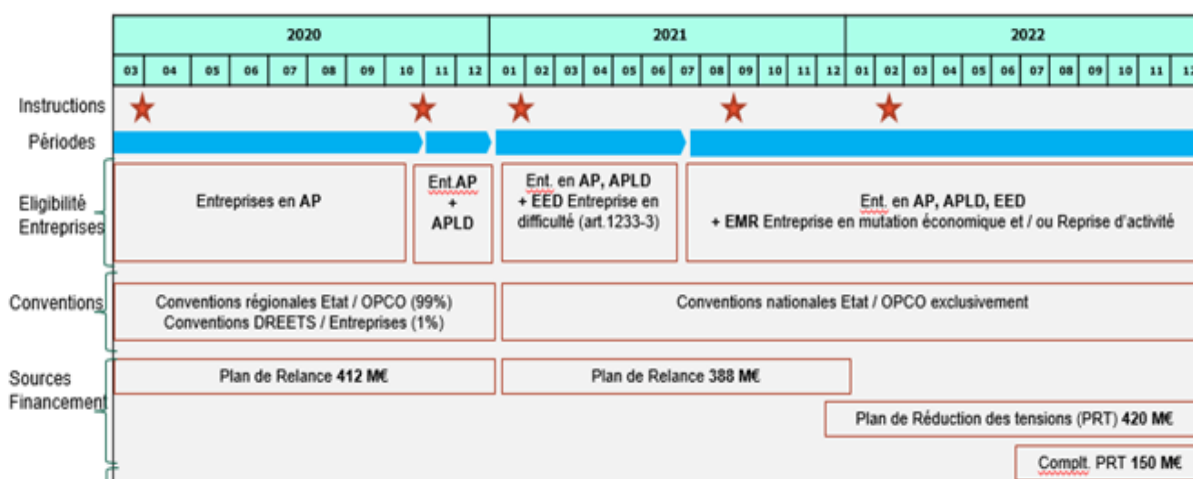 2020 2021 2022
03 04 05 06 07 08 09 10 11 12 01 02 03 04 05 06 07 08 09 10 11 12 01 02 03 04 05 06 07 08 09 10 11 12
Instructions
Périodes
Eligibilité
Entreprises
Entreprises en AP
Ent.AP
+
APLD
Ent. en AP, APLD
+ EED Entreprise en
difficulté (art.1233-3)
Ent. en AP, APLD, EED
+ EMR Entreprise en mutation économique et / ou Reprise d'activité
Conventions
Conventions régionales Etat / OPCO (99%)
Conventions DREETS / Entreprises (1%)
Conventions nationales Etat / OPCO exclusivement
Sources
Financement
Plan de Relance 412 M€
Plan de Relance 388 M€
Plan de Réduction des tensions (PRT) 420 M€
Complt. PRT 150 M€